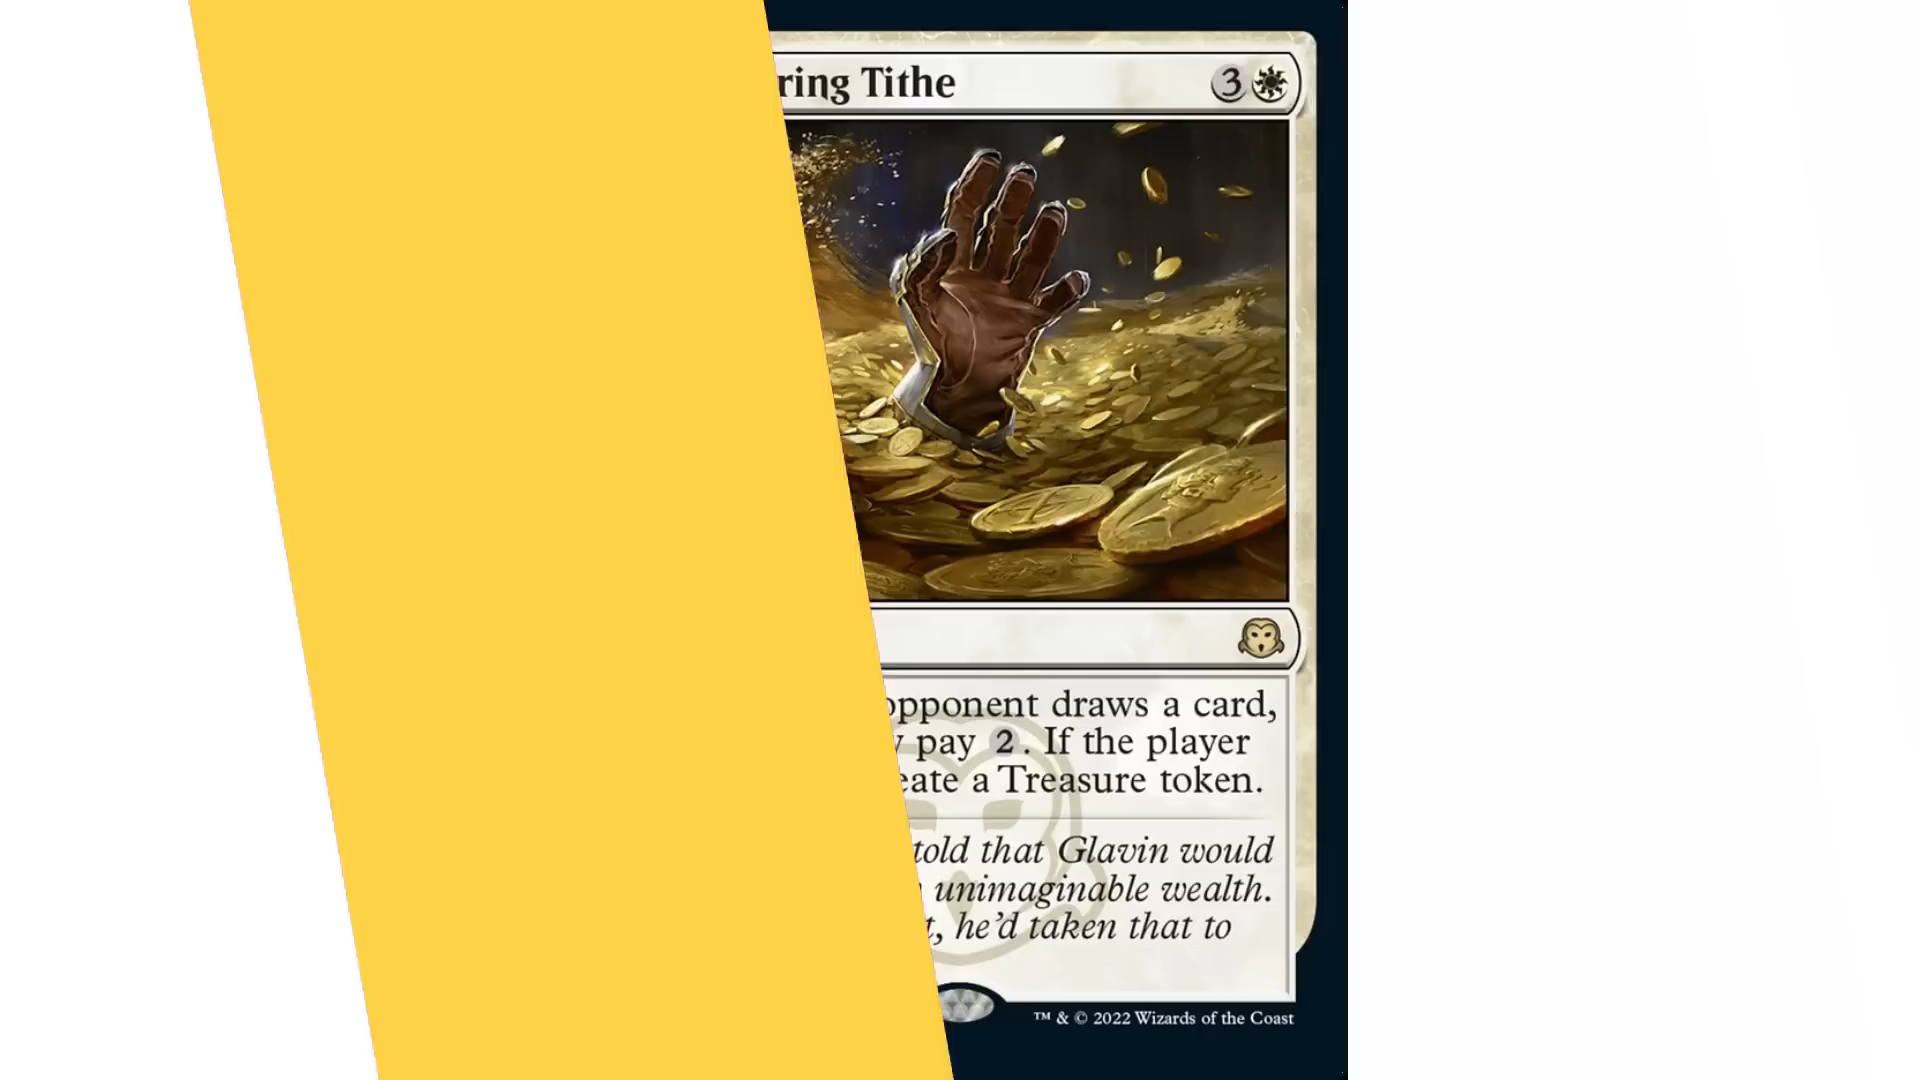 ring Tithe 3
opponent draws a card,
pay 2. If the player
eate a Treasure token.
told that Glavin would
unimaginable wealth.
t, he'd taken that to
™ & © 2022 Wizards of the Coast